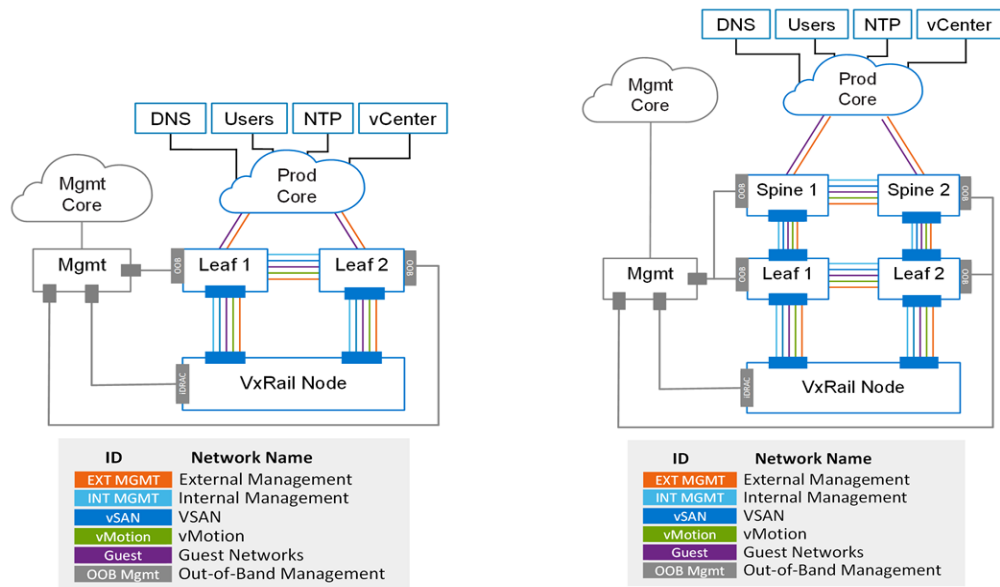 DNS Users NTP vCenter
Prod
Core
Mgmt
Core
Mgmt
OOB
Leaf 1
Leaf 2
OOB
iDRAC
VxRail Node
ID Network Name
EXT MGMT External Management
INT MGMT Internal Management
vSAN VSAN
vMotion vMotion
Guest Guest Networks
OOB Mgmt Out-of-Band Management
DNS Users NTP vCenter
Prod
Core
Mgmt
Core
OOB
Spine 1
Spine 2
OOB
Mgmt
OOB
Leaf 1
Leaf 2
OOB
iDRAC
VxRail Node
ID Network Name
EXT MGMT External Management
INT MGMT Internal Management
vSAN VSAN
vMotion vMotion
Guest Guest Networks
OOB Mgmt Out-of-Band Management